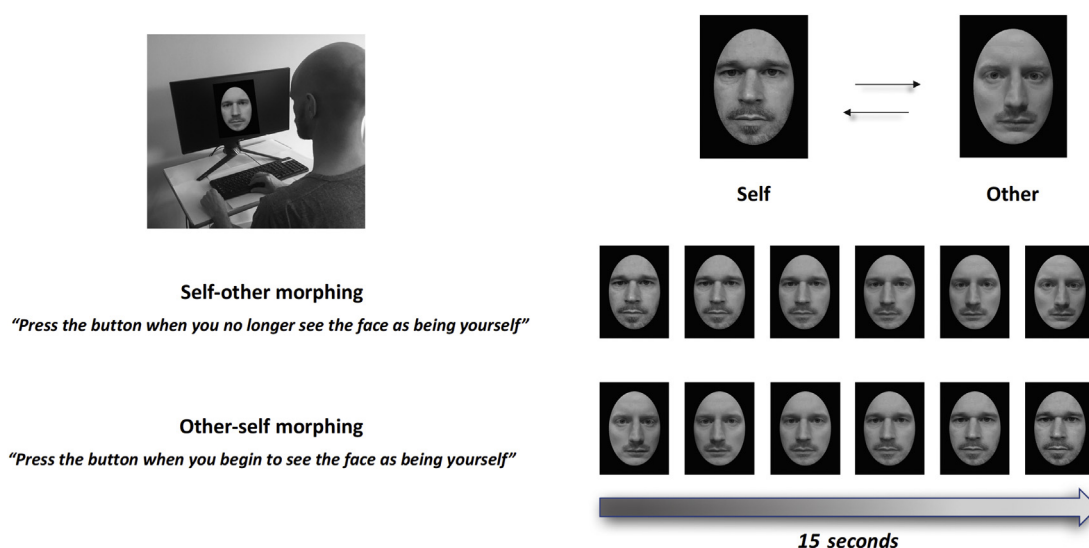 Self
Other
Self-other morphing
“Press the button when you no longer see the face as being yourself”
Other-self morphing
“Press the button when you begin to see the face as being yourself”
15 seconds